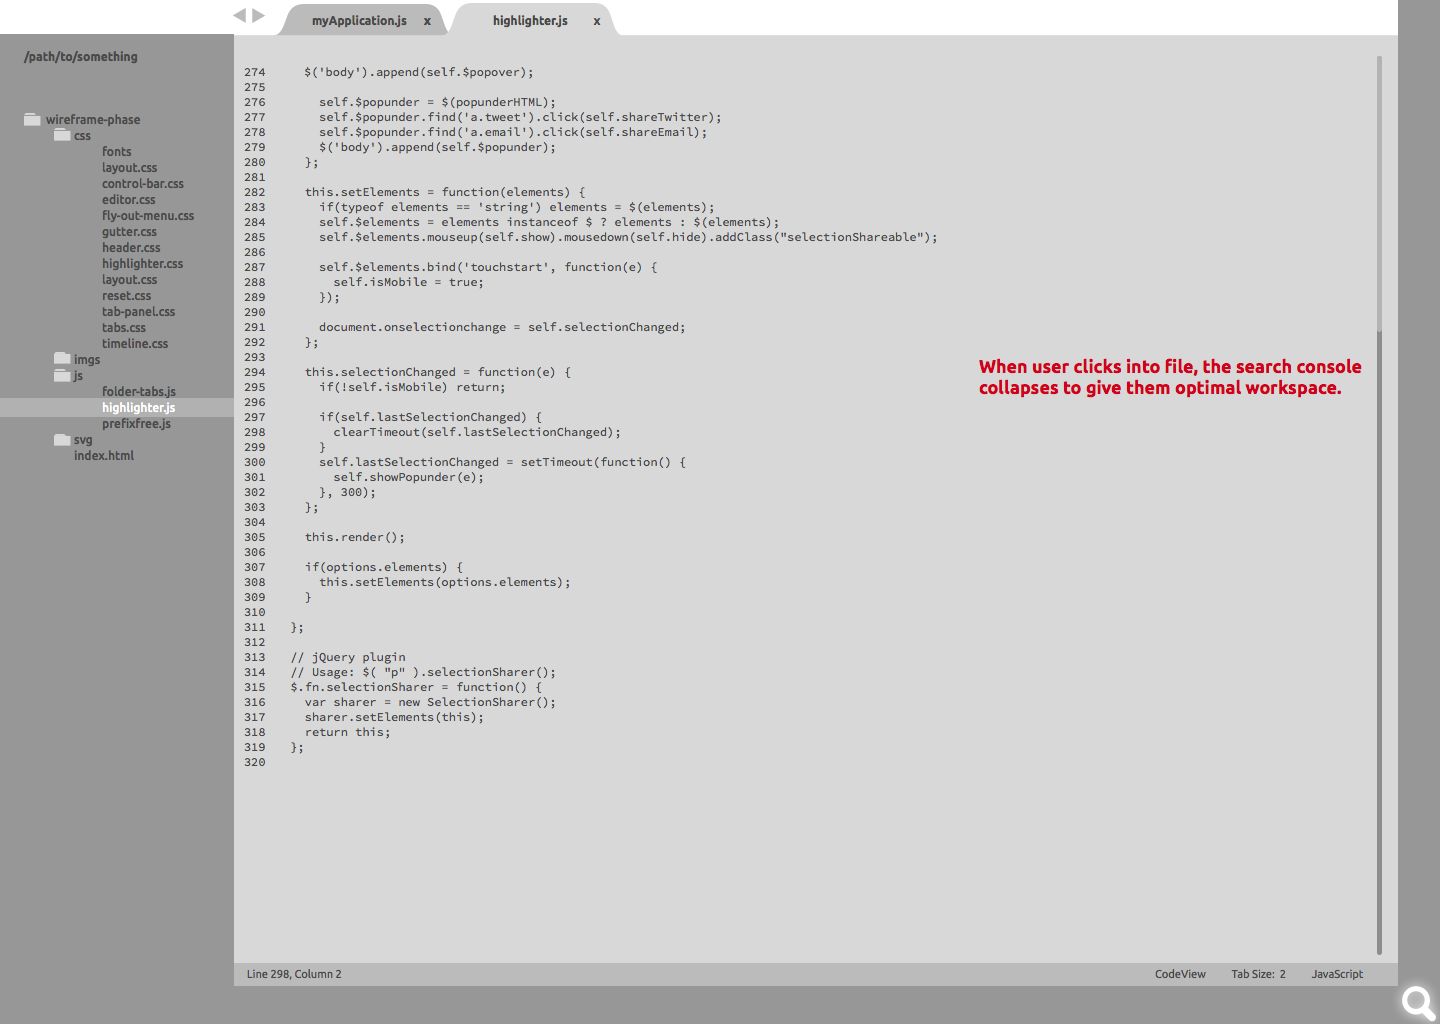 myApplication.js x highlighter.js x
/path/to/something
wireframe-phase
css
fonts
layout.css
control-bar.css
editor.css
fly-out-menu.css
gutter.css
header.css
highlighter.css
layout.css
reset.css
tab-panel.css
tabs.css
timeline.css
imgs
js
folder-tabs.js
highlighter.js
prefixfree.js
svg
index.html
274 $('body').append(self.$popover);
275
276 self.$popunder = $(popunderHTML);
277 self.$popunder.find('a.tweet').click(self.shareTwitter);
278 self.$popunder.find('a.email').click(self.shareEmail);
279 $('body').append(self.$popunder);
280 };
281
282 this.setElements = function(elements) {
283 if(typeof elements == 'string') elements = $(elements);
284 self.$elements = elements instanceof $ ? elements : $(elements);
285 self.$elements.mouseup(self.show).mousedown(self.hide).addClass("selectionShareable");
286
287 self.$elements.bind('touchstart', function(e) {
288 self.isMobile = true;
289 });
290
291 document.onselectionchange = self.selectionChanged;
292 };
293
294 this.selectionChanged = function(e) {
295 if(!self.isMobile) return;
296
297 if(self.lastSelectionChanged) {
298 clearTimeout(self.lastSelectionChanged);
299 }
300 self.lastSelectionChanged = setTimeout(function() {
301 self.showPopunder(e);
302 }, 300);
303 };
304
305 this.render();
306
307 if(options.elements) {
308 this.setElements(options.elements);
309 }
310
311 };
312
313 // jQuery plugin
314 // Usage: $( "p" ).selectionSharer();
315 $.fn.selectionSharer = function() {
316 var sharer = new SelectionSharer();
317 sharer.setElements(this);
318 return this;
319 };
320
When user clicks into file, the search console
collapses to give them optimal workspace.
Line 298, Column 2 CodeView Tab Size: 2 JavaScript